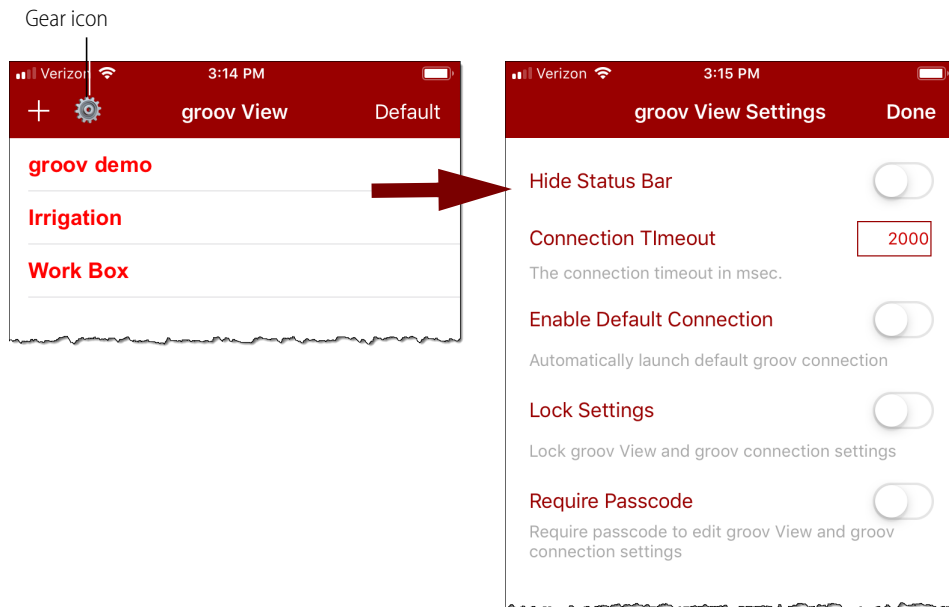 Gear icon
Verizon 3:14 PM
groov View Default
groov demo
Irrigation
Work Box
Verizon 3:15 PM
groov View Settings Done
Hide Status Bar
Connection TImeout 2000
The connection timeout in msec.
Enable Default Connection
Automatically launch default groov connection
Lock Settings
Lock groov View and groov connection settings
Require Passcode
Require passcode to edit groov View and groov
connection settings